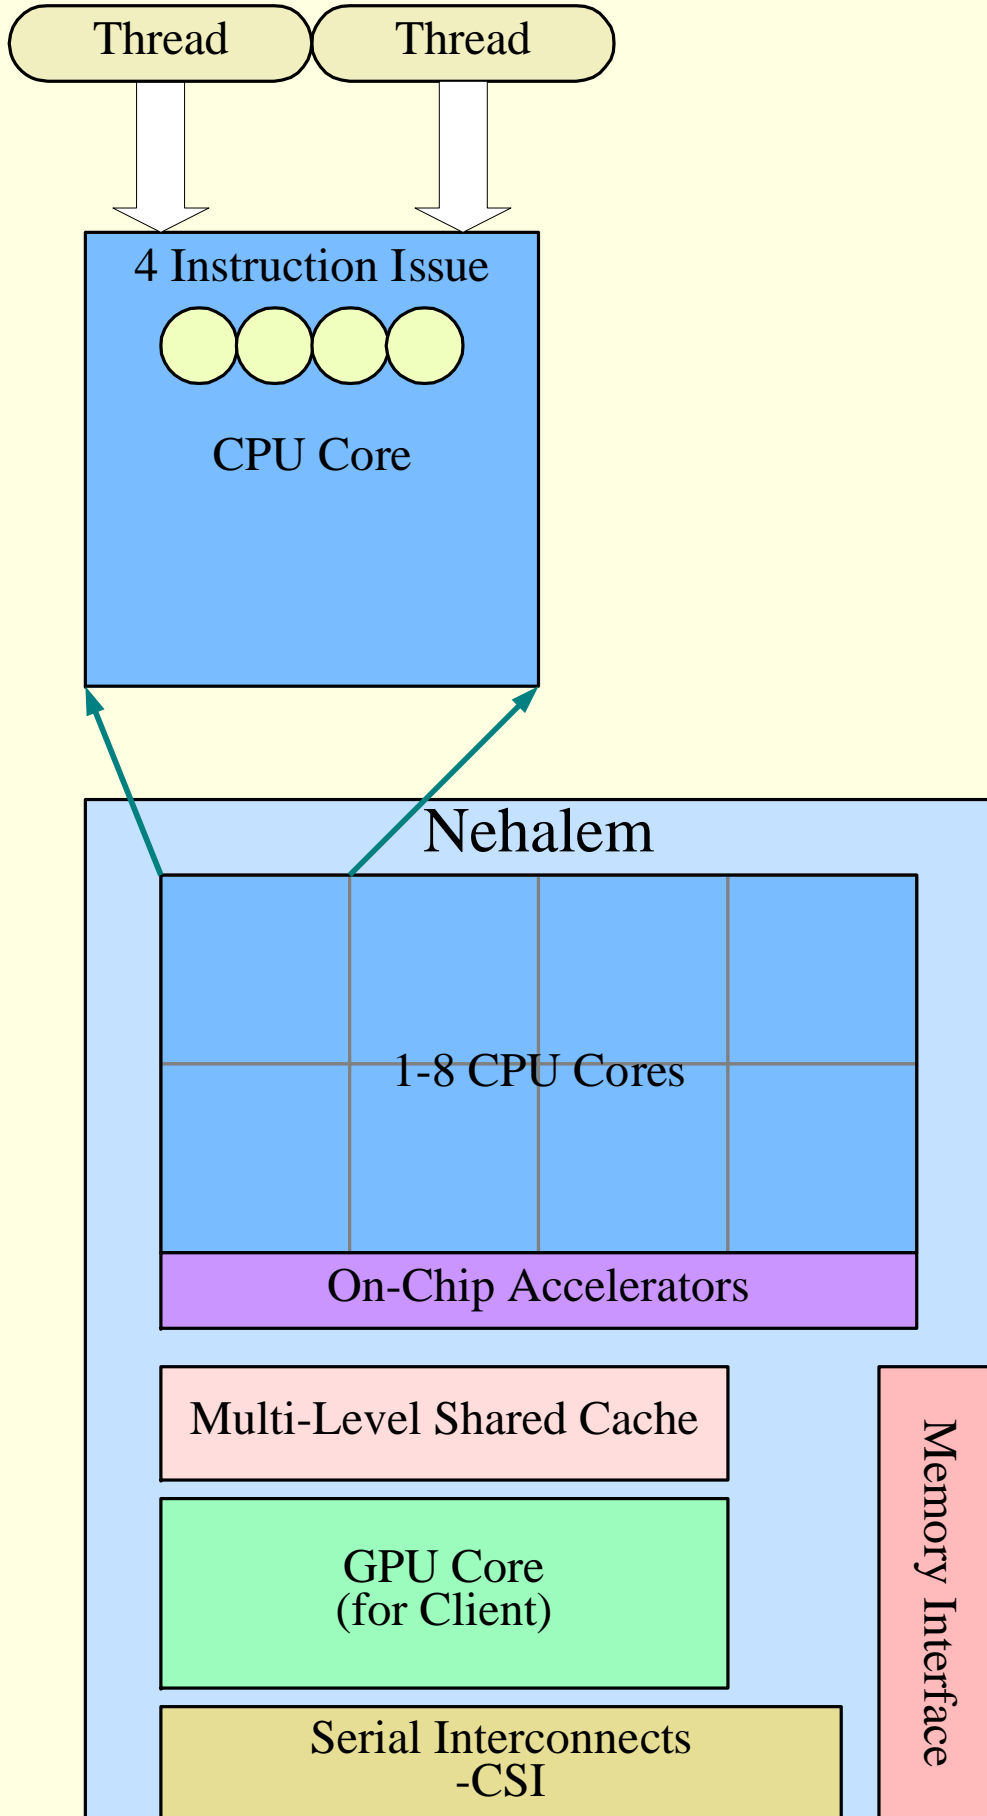 Thread
Thread
4 Instruction Issue
CPU Core
Nehalem
1-8 CPU Cores
On-Chip Accelerators
Multi-Level Shared Cache
GPU Core
(for Client)
Serial Interconnects
-CSI
Memory Interface